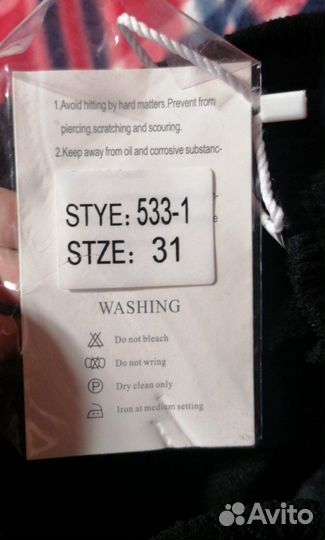 1.Avoid hitting by hard matters.Prevent from
piercing,scratching and scouring.
2.Keep away from oil and corrosive substanc-
STYE: 533-1
STZE: 31
WASHING
Do not bleach
Do not wring
P Dry clean only
Iron at medium setting
Avito